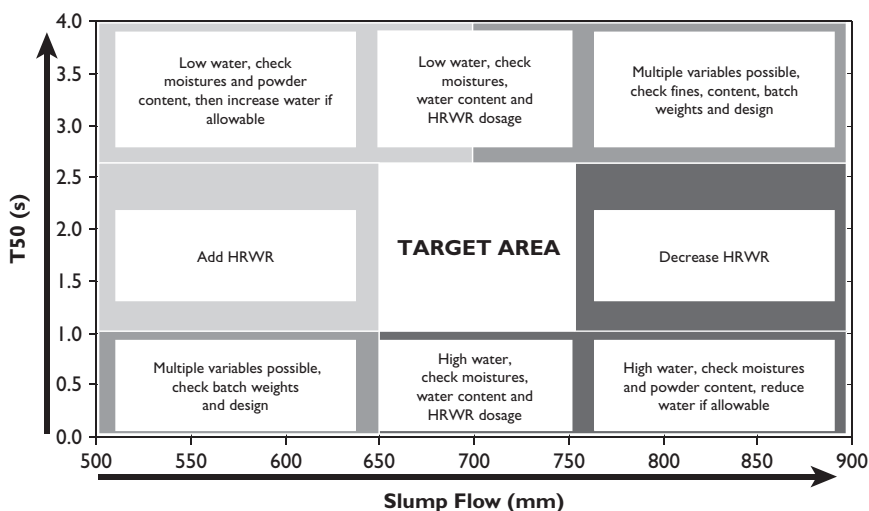 4.0
3.5
3.0
2.5
2.0
1.5
1.0
0.5
0.0
T50 (s)
Low water, check
moistures and powder
content, then increase water if
allowable
Low water, check
moistures,
water content and
HRWR dosage
Multiple variables possible,
check fines, content, batch
weights and design
Add HRWR
TARGET AREA
Decrease HRWR
Multiple variables possible,
check batch weights
and design
High water,
check moistures,
water content and
HRWR dosage
High water, check moistures
and powder content, reduce
water if allowable
500 550 600 650 700 750 800 850 900
Slump Flow (mm)